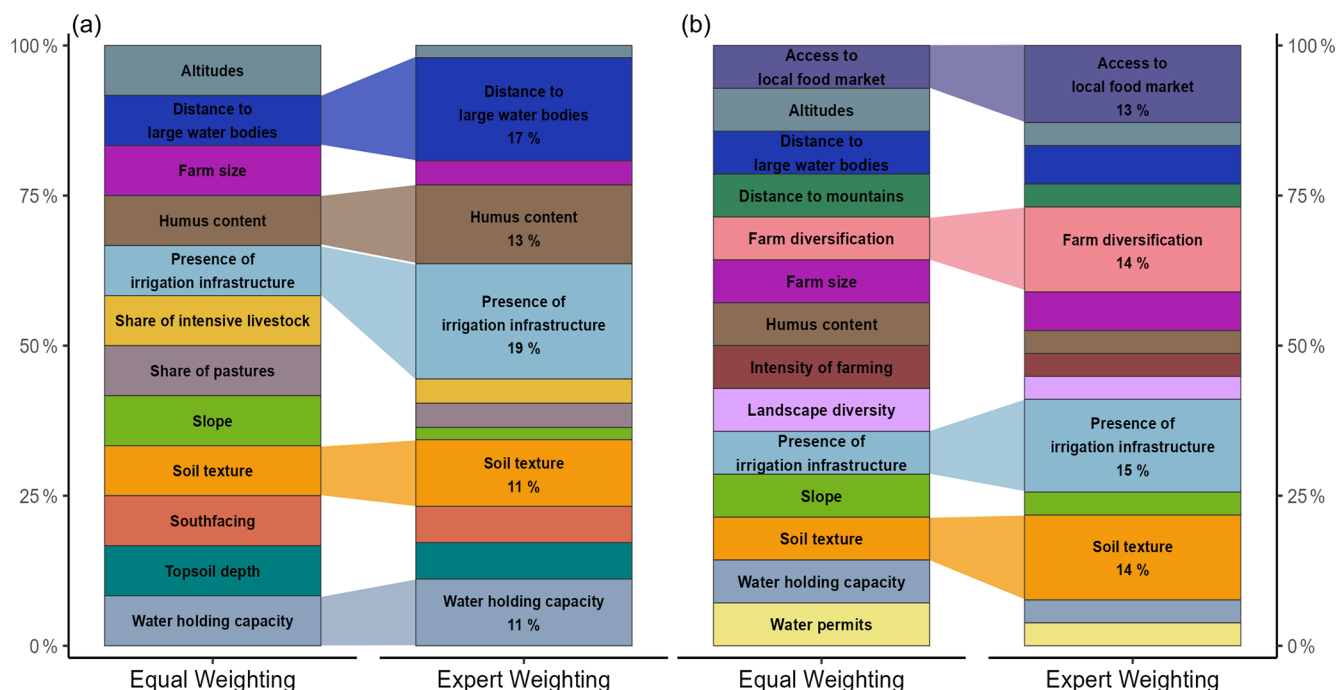 (a)
100 %
75 %
50 %
25 %
0 %
Altitudes
Distance to
large water bodies
Farm size
Humus content
Presence of
irrigation infrastructure
Share of intensive livestock
Share of pastures
Slope
Soil texture
Southfacing
Topsoil depth
Water holding capacity
Equal Weighting
Distance to
large water bodies
17 %
Humus content
13 %
Presence of
irrigation infrastructure
19 %
Soil texture
11 %
Water holding capacity
11 %
Expert Weighting
(b)
Access to
local food market
Altitudes
Distance to
large water bodies
Distance to mountains
Farm diversification
Farm size
Humus content
Intensity of farming
Landscape diversity
Presence of
irrigation infrastructure
Slope
Soil texture
Water holding capacity
Water permits
Equal Weighting
Access to
local food market
13 %
Farm diversification
14 %
Presence of
irrigation infrastructure
15 %
Soil texture
14 %
Expert Weighting
100 %
75 %
50 %
25 %
0 %